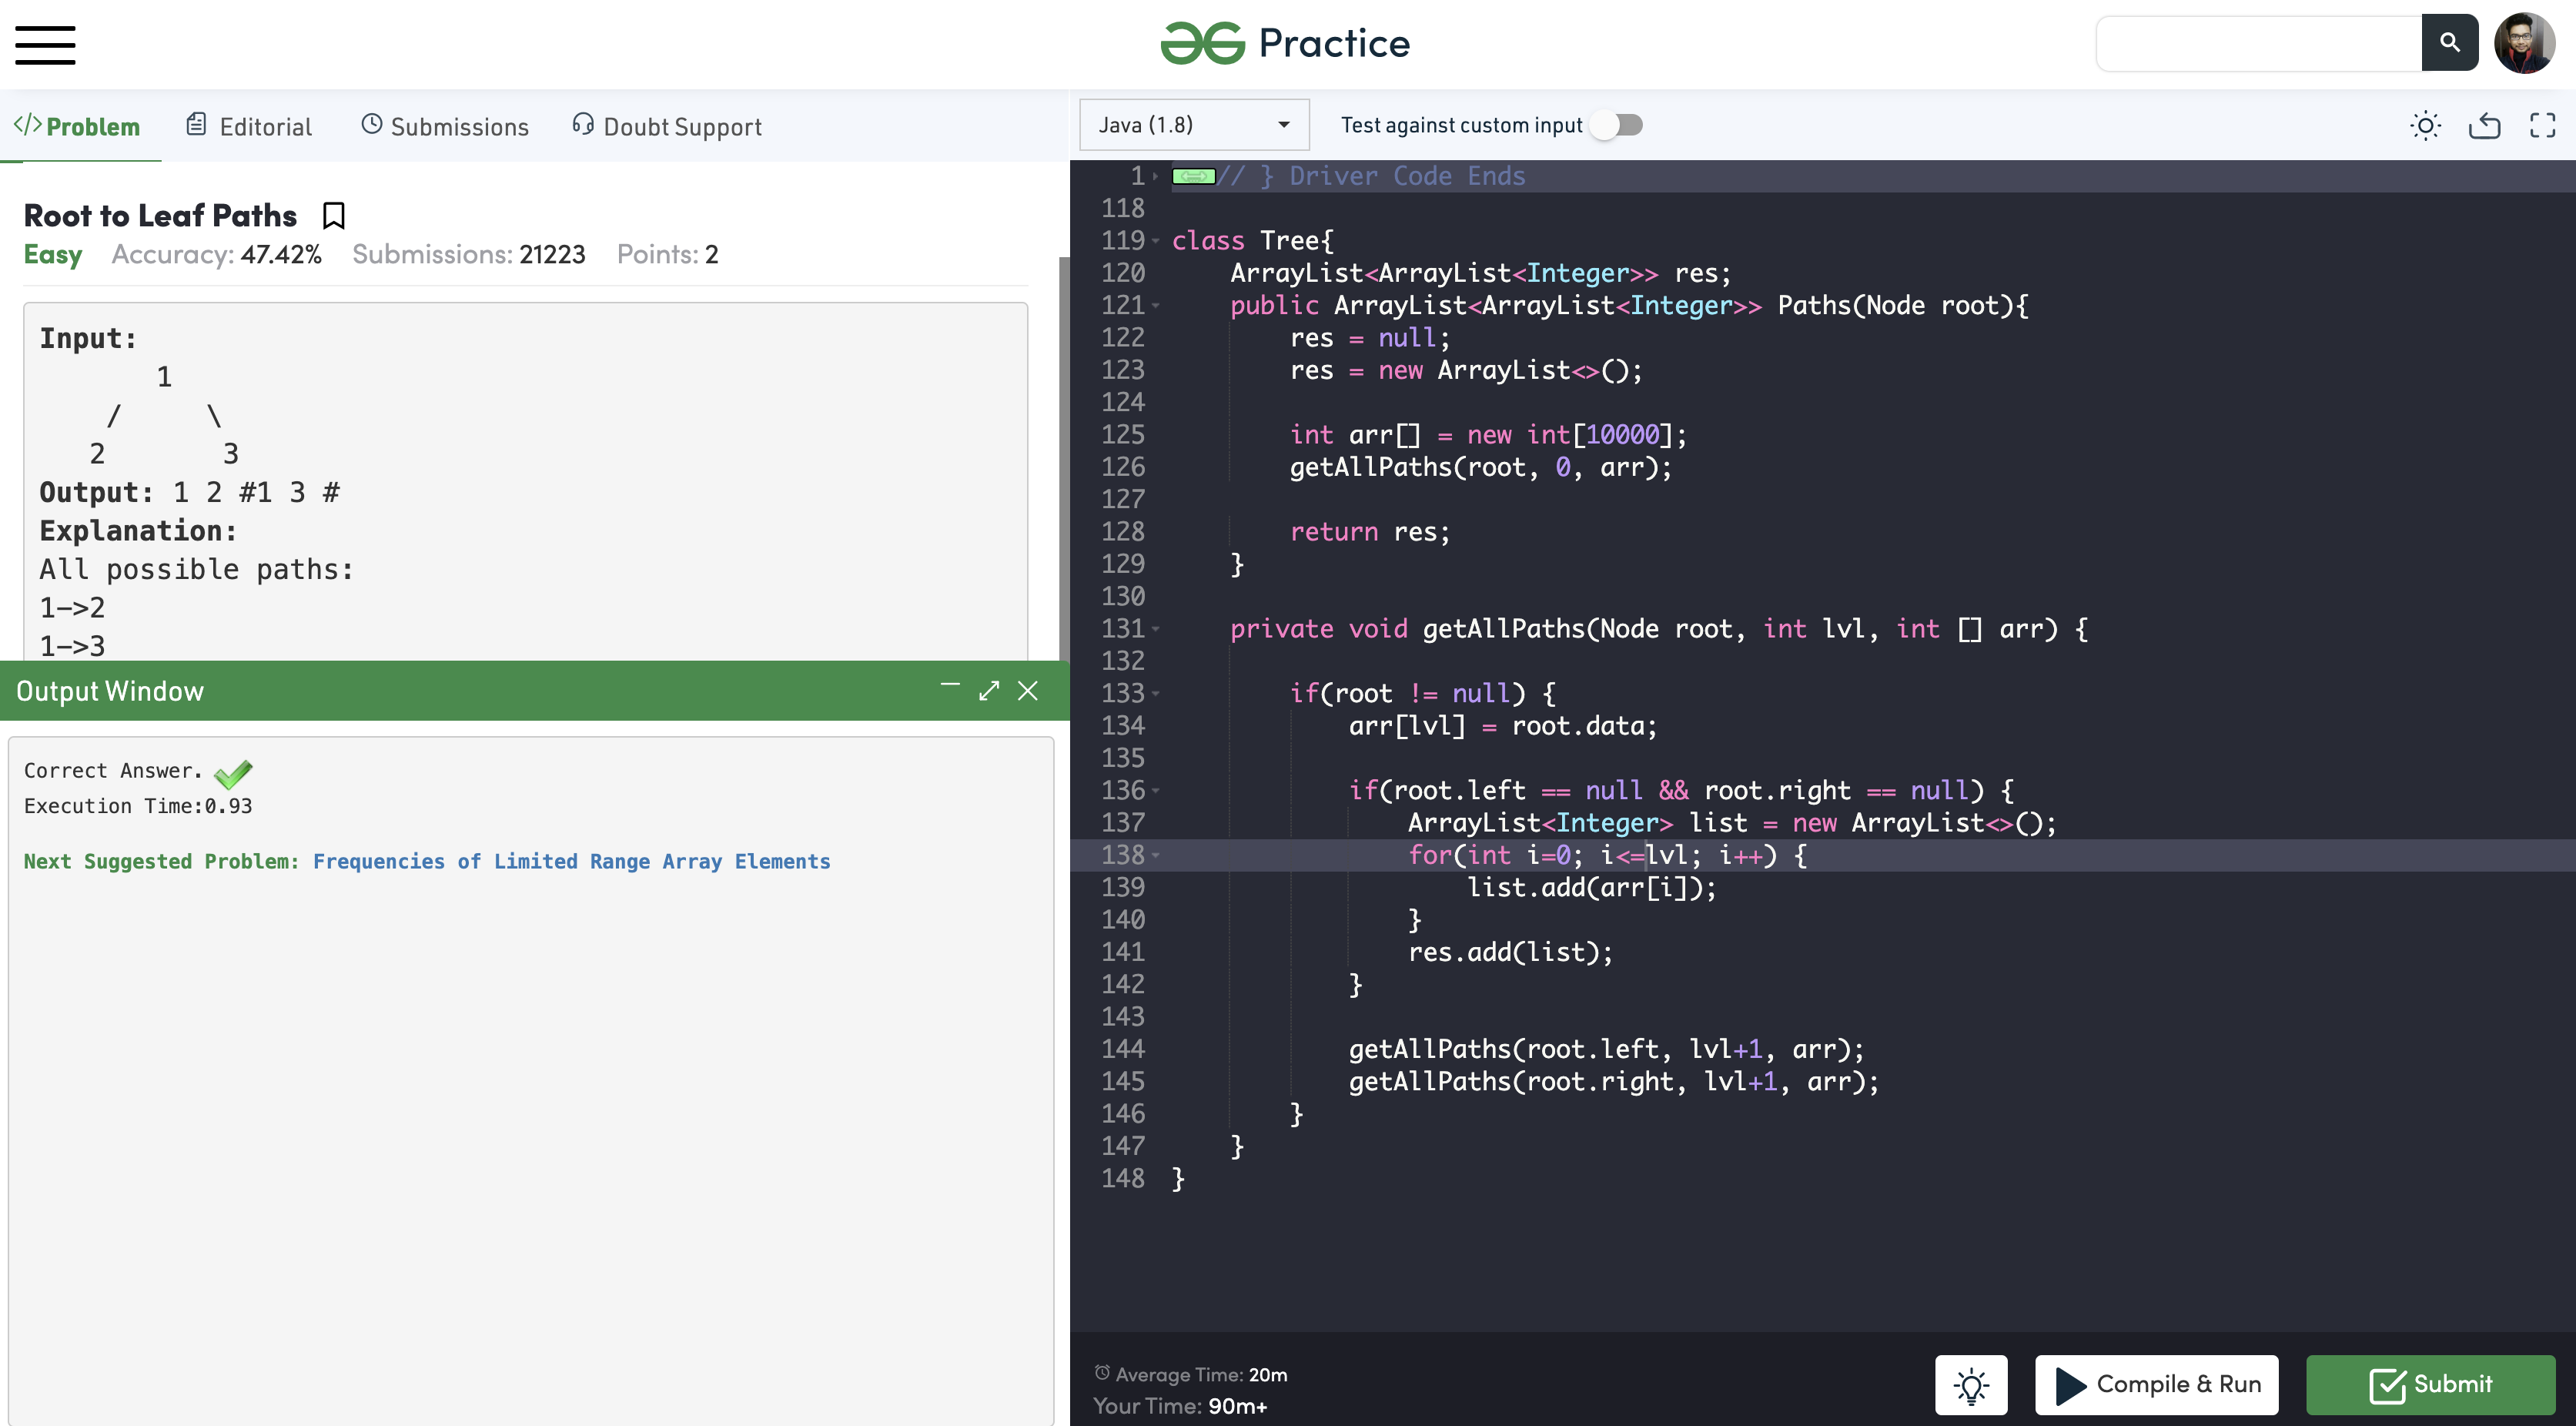 Practice
</> Problem
Editorial
Submissions
Doubt Support
Root to Leaf Paths
Easy Accuracy: 47.42% Submissions: 21223 Points: 2
Input:
1
/ \
2 3
Output: 1 2 #1 3 #
Explanation:
All possible paths:
1->2
1->3
Output Window
Correct Answer.
Execution Time:0.93
Next Suggested Problem: Frequencies of Limited Range Array Elements
Java (1.8)
Test against custom input
1 // } Driver Code Ends
118
119 class Tree{
120 ArrayList<ArrayList<Integer>> res;
121 public ArrayList<ArrayList<Integer>> Paths(Node root){
122 res = null;
123 res = new ArrayList<>();
124
125 int arr[] = new int[10000];
126 getAllPaths(root, 0, arr);
127
128 return res;
129 }
130
131 private void getAllPaths(Node root, int lvl, int [] arr) {
132
133 if(root != null) {
134 arr[lvl] = root.data;
135
136 if(root.left == null && root.right == null) {
137 ArrayList<Integer> list = new ArrayList<>();
138 for(int i=0; i<=lvl; i++) {
139 list.add(arr[i]);
140 }
141 res.add(list);
142 }
143
144 getAllPaths(root.left, lvl+1, arr);
145 getAllPaths(root.right, lvl+1, arr);
146 }
147 }
148 }
Average Time: 20m
Your Time: 90m+
Compile & Run
Submit